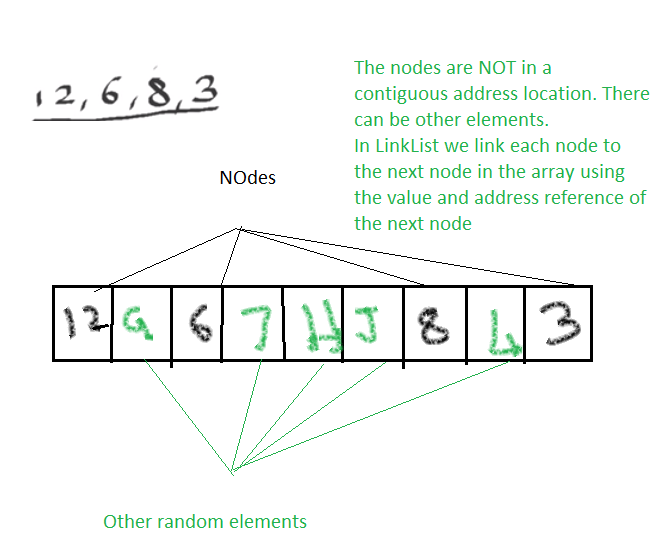 12, 6, 8, 3
The nodes are NOT in a
contiguous address location. There
can be other elements.
In LinkList we link each node to
the next node in the array using
the value and address reference of
the next node
NOdes
12 G 6 7 H J 8 L 3
Other random elements